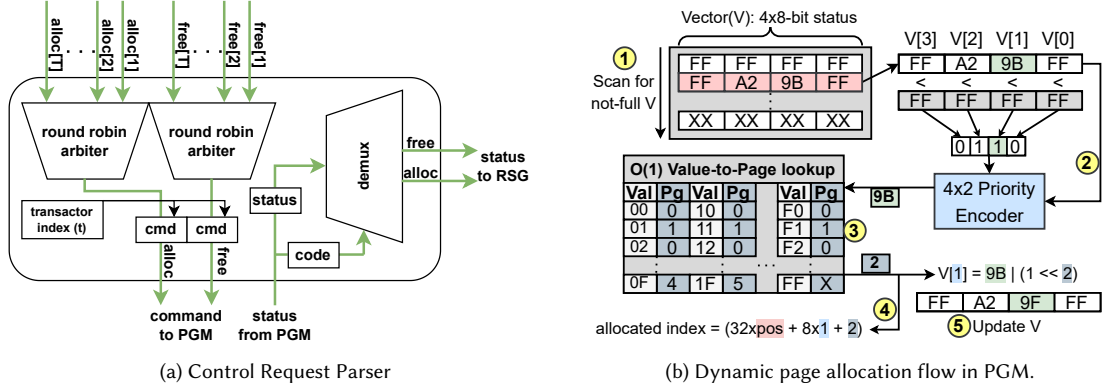 alloc[T]
. . . .
alloc[2]
alloc[1]
free[T]
. . . .
free[2]
free[1]
round robin
arbiter
round robin
arbiter
transactor
index (t)
cmd
cmd
alloc
free
status
code
demux
free
alloc
status
to RSG
command
to PGM
status
from PGM
(a) Control Request Parser
Vector(V): 4x8-bit status
1
Scan for
not-full V
FF FF FF FF
FF A2 9B FF
XX XX XX XX
V[3] V[2] V[1] V[0]
FF A2 9B FF
< < < <
FF FF FF FF
0 1 1 0
2
4x2 Priority
Encoder
9B
O(1) Value-to-Page lookup
Val Pg Val Pg Val Pg
00 0 10 0 F0 0
01 1 11 1 F1 1
02 0 12 0 F2 0
0F 4 1F 5 FF X
3
2
V[1] = 9B | (1 << 2)
FF A2 9F FF
4
5 Update V
allocated index = (32xpos + 8x1 + 2)
(b) Dynamic page allocation flow in PGM.